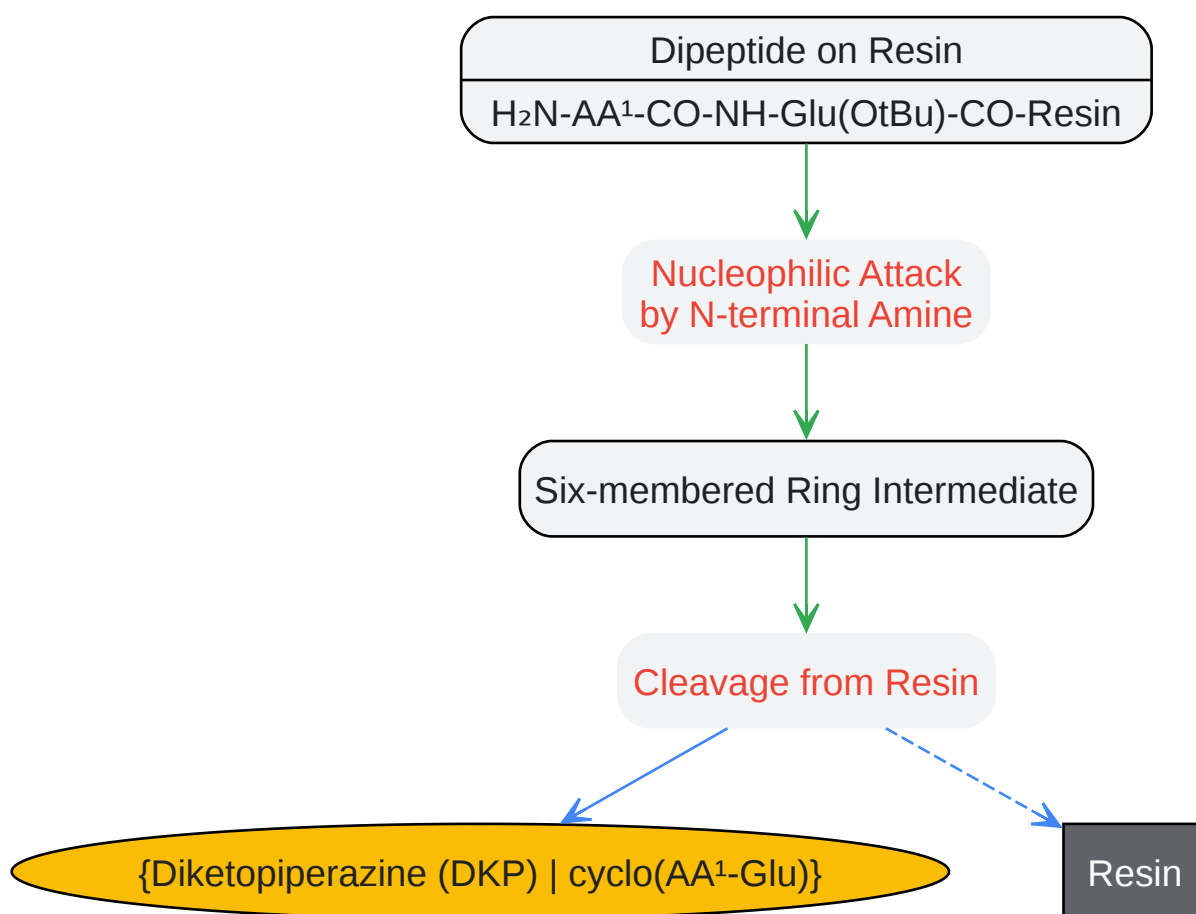 Dipeptide on Resin
H₂N-AA¹-CO-NH-Glu(OtBu)-CO-Resin
Nucleophilic Attack
by N-terminal Amine
Six-membered Ring Intermediate
Cleavage from Resin
{Diketopiperazine (DKP) | cyclo(AA¹-Glu)}
Resin